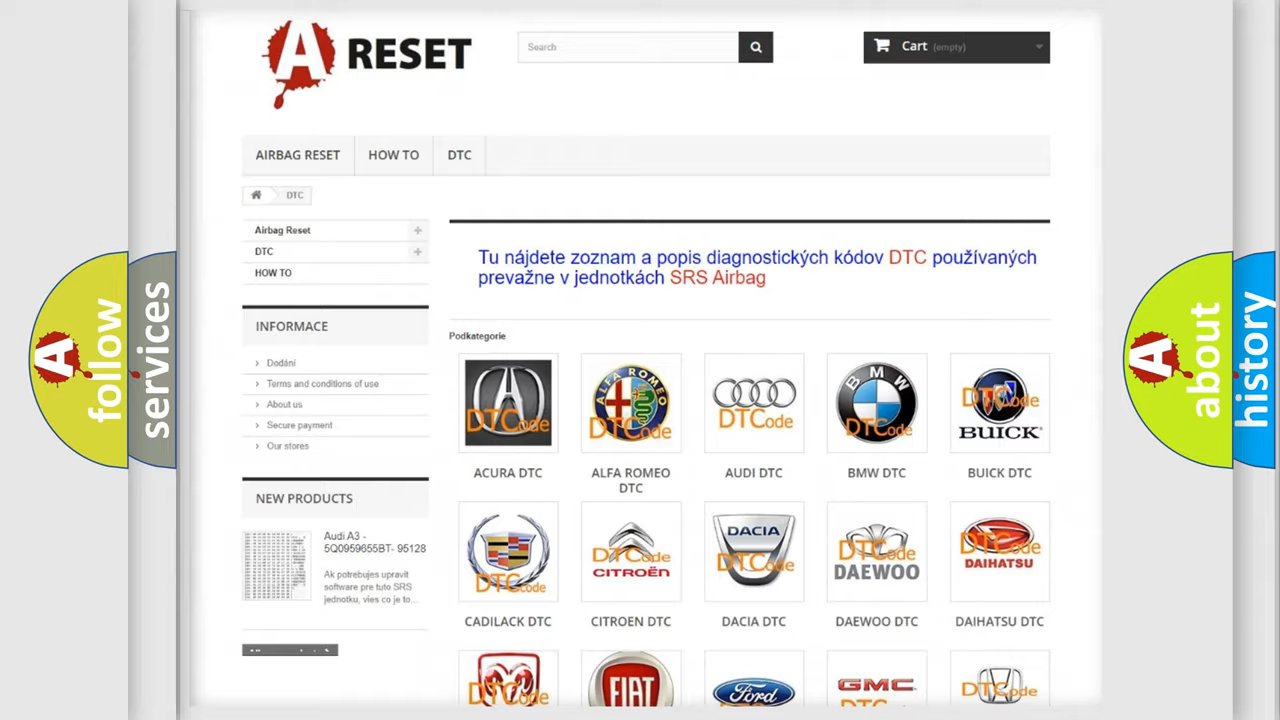 A RESET
Search
Cart (empty)
AIRBAG RESET
HOW TO
DTC
DTC
Airbag Reset
DTC
HOW TO
INFORMACE
Dodání
Terms and conditions of use
About us
Secure payment
Our stores
NEW PRODUCTS
Audi A3 -
5Q0959655BT- 95128
Ak potrebujes upravit
software pre tuto SRS
jednotku, vies co je to...
Tu nájdete zoznam a popis diagnostických kódov DTC používaných
prevažne v jednotkách SRS Airbag
Podkategorie
DTCode
ALFA ROMEO
DTCode
DTCode
BMW
DTCode
DTCode
BUICK
ACURA DTC
ALFA ROMEO
DTC
AUDI DTC
BMW DTC
BUICK DTC
DTCode
DTCode
CITROËN
DACIA
DTCode
DTCode
DAEWOO
DTCode
DAIHATSU
CADILACK DTC
CITROEN DTC
DACIA DTC
DAEWOO DTC
DAIHATSU DTC
DTCode
FIAT
Ford
GMC
DTCode
A follow
services
A about
history